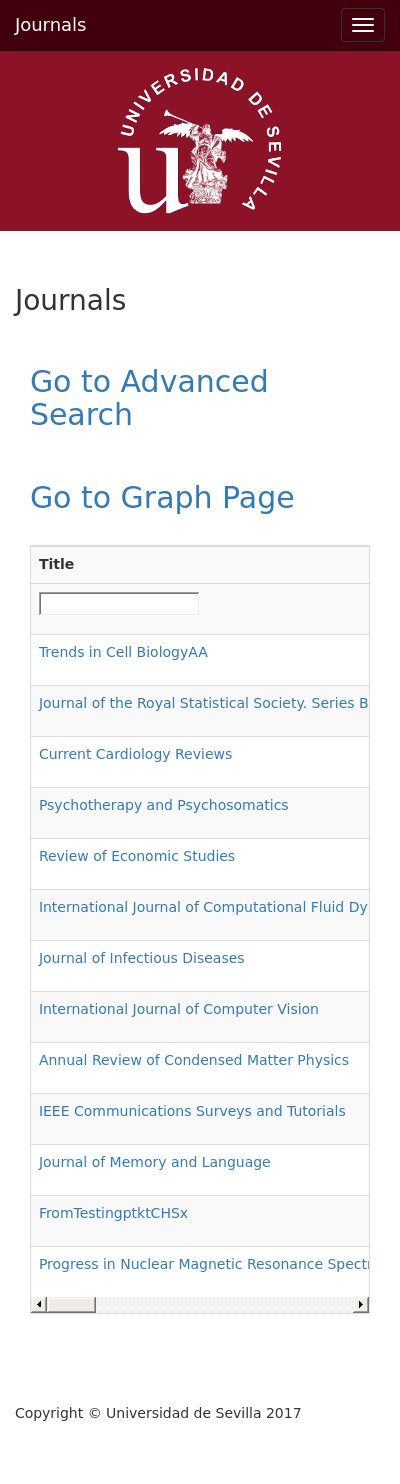 Journals
UNIVERSIDAD DE SEVILLA
u
Journals
Go to Advanced
Search
Go to Graph Page
Title
Trends in Cell BiologyAA
Journal of the Royal Statistical Society. Series B
Current Cardiology Reviews
Psychotherapy and Psychosomatics
Review of Economic Studies
International Journal of Computational Fluid Dy
Journal of Infectious Diseases
International Journal of Computer Vision
Annual Review of Condensed Matter Physics
IEEE Communications Surveys and Tutorials
Journal of Memory and Language
FromTestingptktCHSx
Progress in Nuclear Magnetic Resonance Spectr
Copyright © Universidad de Sevilla 2017